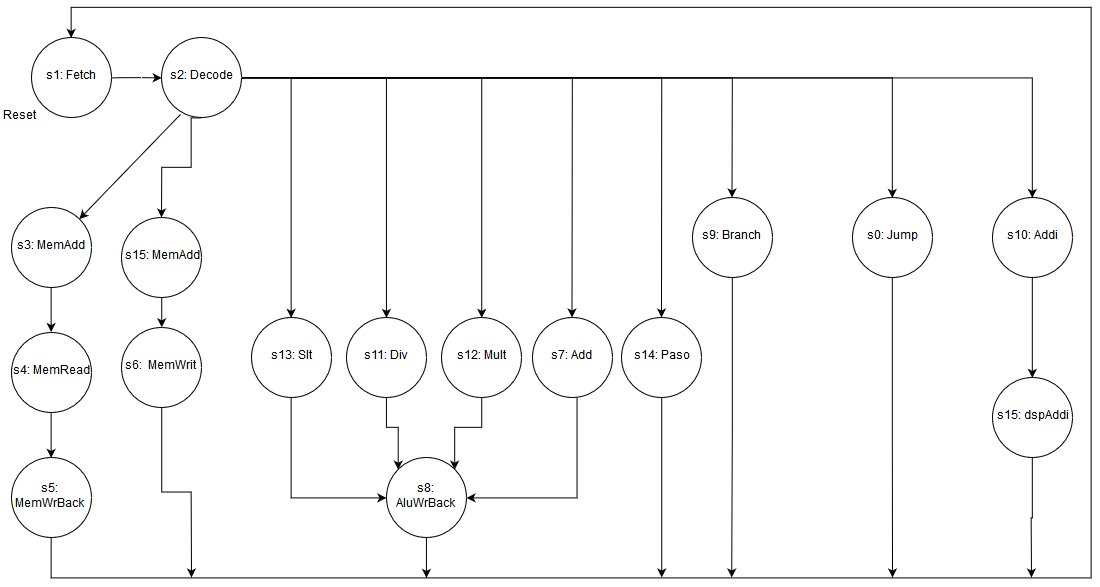 s1: Fetch
s2: Decode
Reset
s3: MemAdd
s15: MemAdd
s9: Branch
s0: Jump
s10: Addi
s4: MemRead
s6: MemWrit
s13: Slt
s11: Div
s12: Mult
s7: Add
s14: Paso
s15: dspAddi
s5:
MemWrBack
s8:
AluWrBack